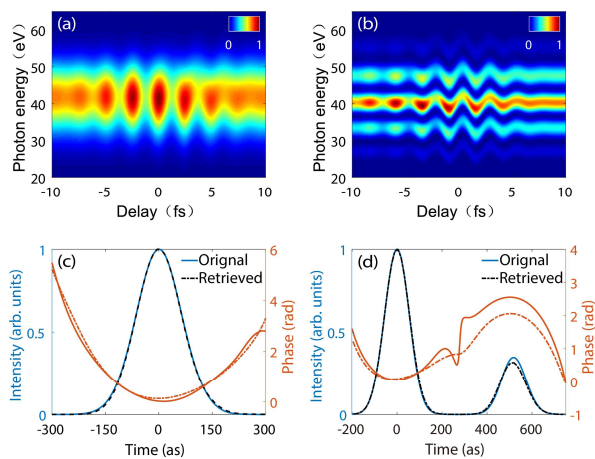 (a)
0 1
Photon energy（eV）
60
50
40
30
20
-10 -5 0 5 10
Delay（fs）
(b)
0 1
Photon energy（eV）
60
50
40
30
20
-10 -5 0 5 10
Delay（fs）
(c)
Orignal
Retrieved
Intensity (arb. units)
1
0.5
0
6
4
2
0
Phase (rad)
-300 -150 0 150 300
Time (as)
(d)
Orignal
Retrieved
Intensity (arb. units)
1
0.5
0
4
3
2
1
0
-1
Phase (rad)
-200 0 200 400 600
Time (as)